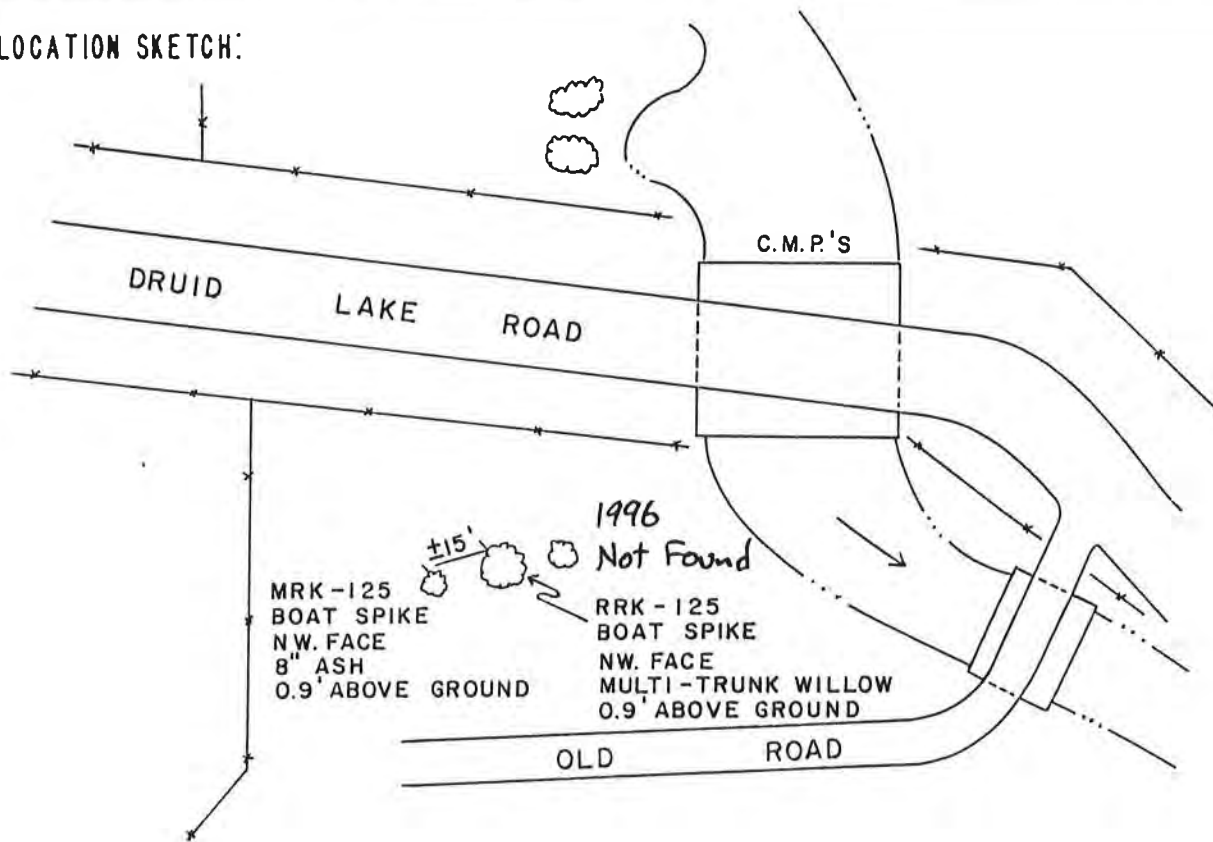 LOCATION SKETCH:
C.M.P.'S
DRUID LAKE ROAD
1996
Not Found
±15'
MRK-125
BOAT SPIKE
NW. FACE
8" ASH
0.9' ABOVE GROUND
RRK-125
BOAT SPIKE
NW. FACE
MULTI-TRUNK WILLOW
0.9' ABOVE GROUND
OLD ROAD